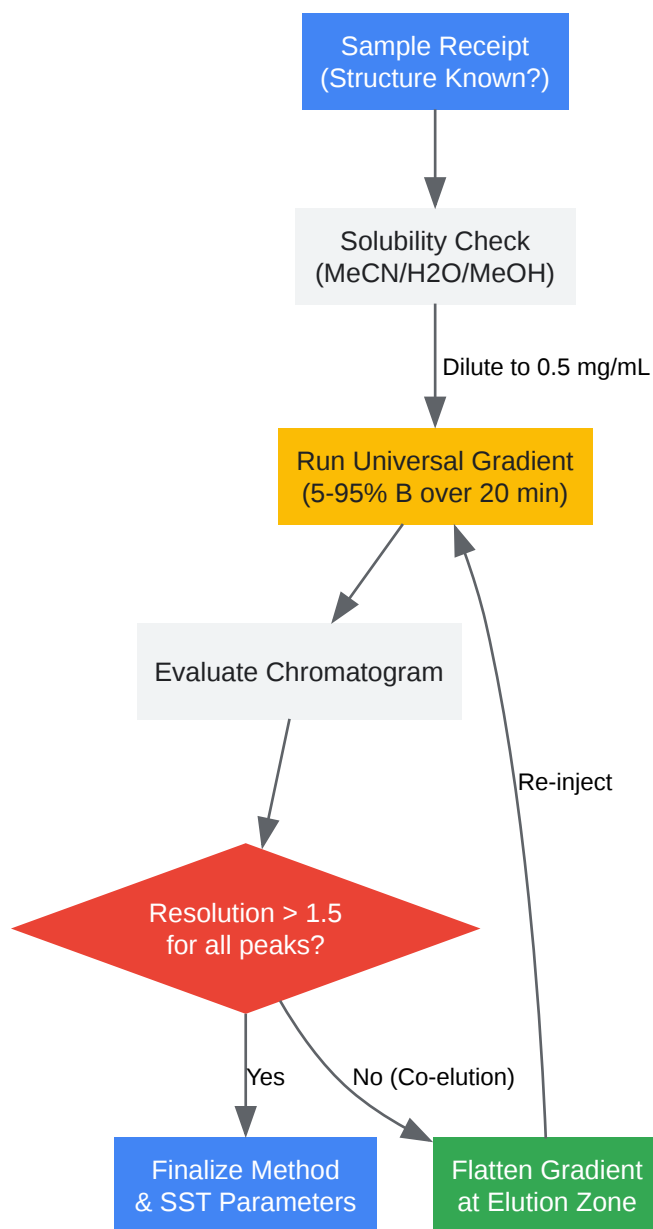 Sample Receipt
(Structure Known?)
Solubility Check
(MeCN/H2O/MeOH)
Dilute to 0.5 mg/mL
Run Universal Gradient
(5-95% B over 20 min)
Evaluate Chromatogram
Re-inject
Resolution > 1.5
for all peaks?
Yes
No (Co-elution)
Finalize Method
& SST Parameters
Flatten Gradient
at Elution Zone